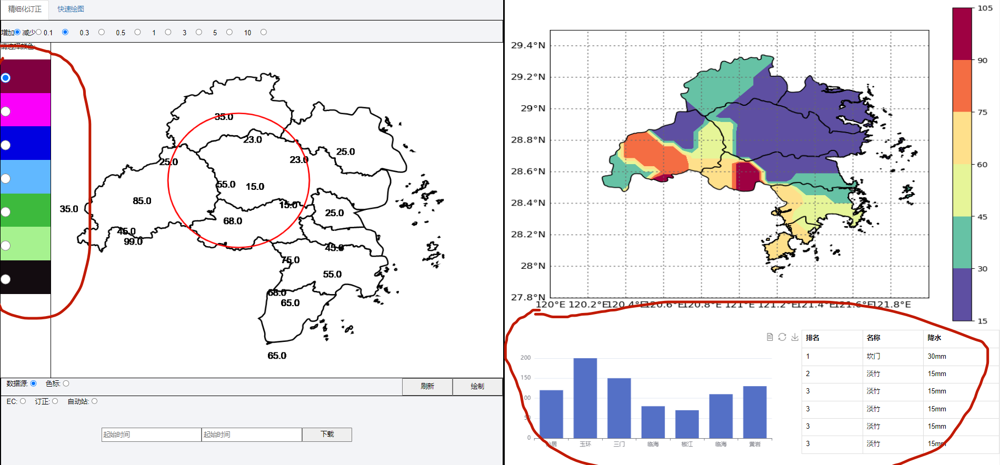 精细化订正 快速绘图
增加 减少 0.1 0.3 0.5 1 3 5 10
请选择颜色:
35.0
23.0
25.0
23.0
25.0
55.0
15.0
85.0
35.0
15.0
25.0
68.0
45.0
99.0
45.0
75.0
55.0
68.0
65.0
65.0
数据源: 色标: 刷新 绘制
EC: 订正: 自动站:
起始时间 起始时间 下载
29.4°N
29.2°N
29°N
28.8°N
28.6°N
28.4°N
28.2°N
28°N
27.8°N
120°E 120.2°E 120.4°E 120.6°E 120.8°E 121°E 121.2°E 121.4°E 121.6°E 121.8°E
105
90
75
60
45
30
15
200
150
100
50
0
仙居 玉环 三门 临海 椒江 临海 黄岩
排名 名称 降水
1 坎门 30mm
2 淡竹 15mm
3 淡竹 15mm
3 淡竹 15mm
3 淡竹 15mm
3 淡竹 15mm